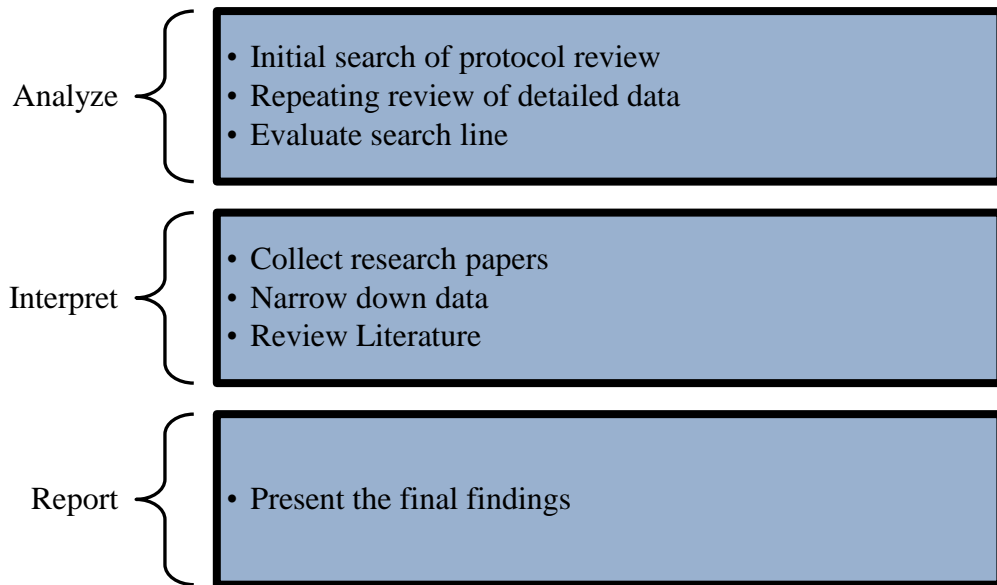 Analyze
• Initial search of protocol review
• Repeating review of detailed data
• Evaluate search line
Interpret
• Collect research papers
• Narrow down data
• Review Literature
Report
• Present the final findings